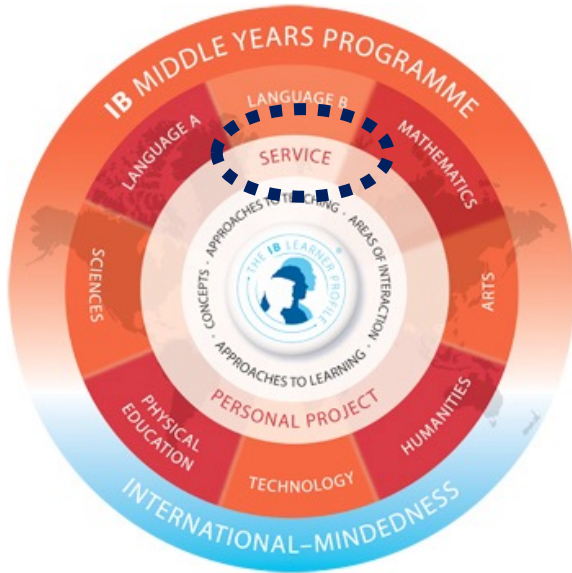 IB MIDDLE YEARS PROGRAMME
LANGUAGE B
LANGUAGE A
MATHEMATICS
SERVICE
APPROACHES TO TEACHING · AREAS OF INTERACTION · APPROACHES TO LEARNING · CONCEPTS ·
THE IB LEARNER PROFILE ®
SCIENCES
ARTS
PERSONAL PROJECT
PHYSICAL
EDUCATION
HUMANITIES
TECHNOLOGY
INTERNATIONAL–MINDEDNESS